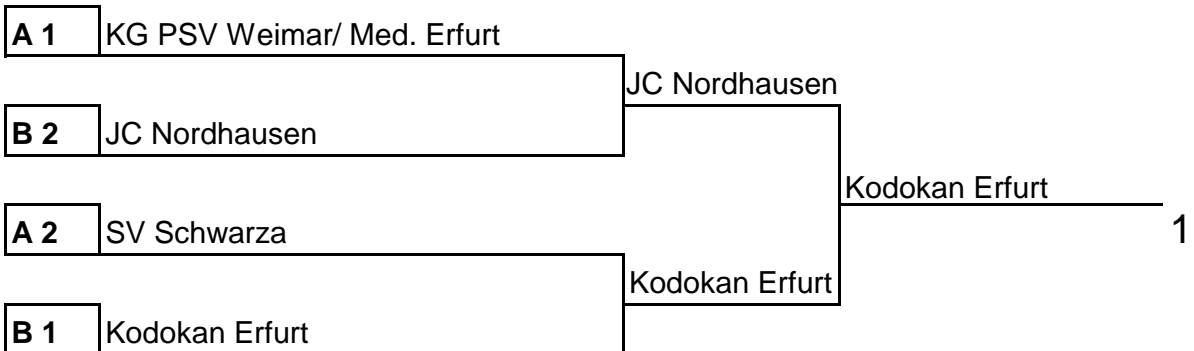 A 1 KG PSV Weimar/ Med. Erfurt
JC Nordhausen
B 2 JC Nordhausen
Kodokan Erfurt
A 2 SV Schwarza
1
Kodokan Erfurt
B 1 Kodokan Erfurt